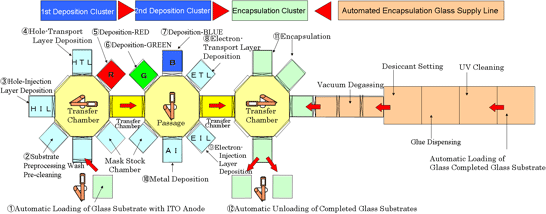 1st Deposition Cluster
2nd Deposition Cluster
Encapsulation Cluster
Automated Encapsulation Glass Supply Line
④Hole-Transport
Layer Deposition
⑤Deposition-RED
⑥Deposition-GREEN
⑦Deposition-BLUE
⑧Electron-
Transport Layer
Deposition
⑪Encapsulation
HTL
R
G
B
ETL
③Hole-Injection
Layer Deposition
HIL
Transfer
Chamber
Transfer
Chamber
Passage
Transfer
Chamber
Transfer
Chamber
Vacuum Degassing
Desiccant Setting
UV Cleaning
Glue Dispensing
Automatic Loading of
Glass Completed Glass Substrate
②Substrate
Preprocessing Wash
Pre-cleaning
Mask Stock
Chamber
Al
EIL
⑨Electron-
Injection
Layer
Deposition
⑩Metal Deposition
①Automatic Loading of Glass Substrate with ITO Anode
⑫Automatic Unloading of Completed Glass Substrates